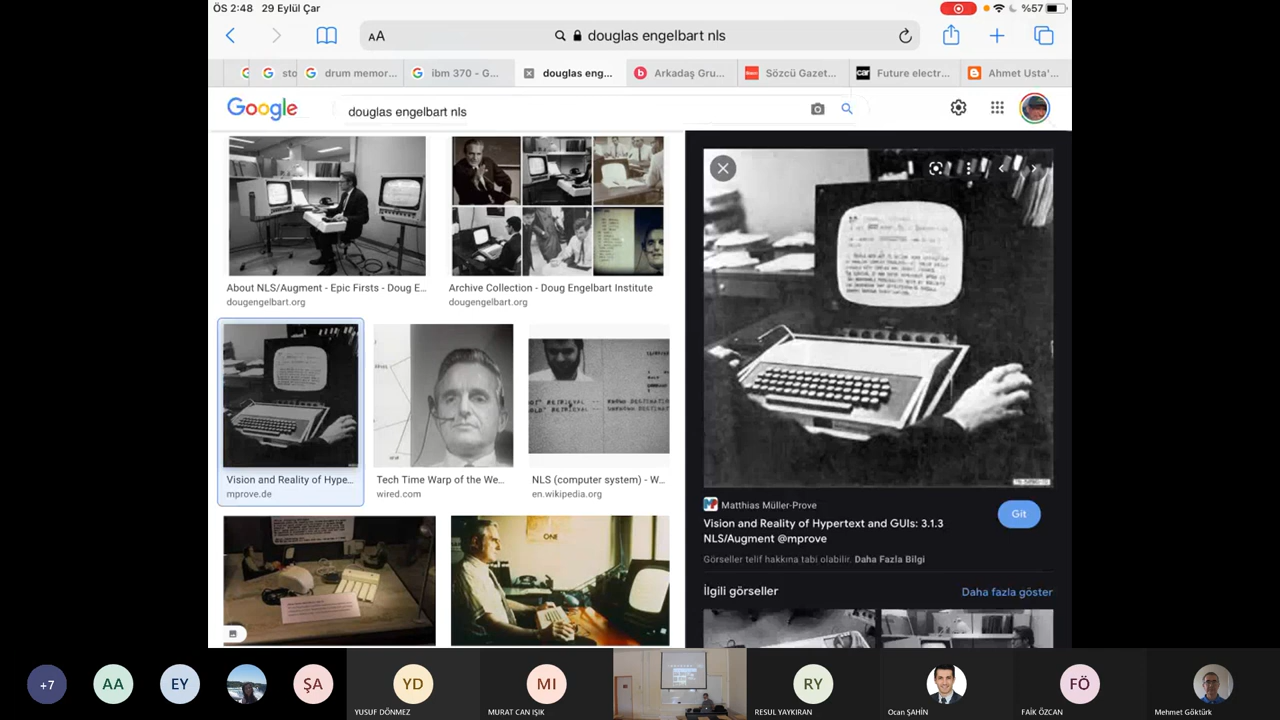 ÖS 2:48 29 Eylül Çar
%57
AA
douglas engelbart nls
sto
drum memor...
ibm 370 - G...
douglas eng...
Arkadaş Gru...
Sözcü Gazet...
Future electr...
Ahmet Usta'...
Google
douglas engelbart nls
About NLS/Augment - Epic Firsts - Doug E...
dougengelbart.org
Archive Collection - Doug Engelbart Institute
dougengelbart.org
Vision and Reality of Hype...
mprove.de
Tech Time Warp of the We...
wired.com
NLS (computer system) - W...
en.wikipedia.org
Matthias Müller-Prove
Vision and Reality of Hypertext and GUIs: 3.1.3
NLS/Augment @mprove
Git
Görseller telif hakkına tabi olabilir. Daha Fazla Bilgi
İlgili görseller
Daha fazla göster
+7
AA
EY
ŞA
YD
YUSUF DÖNMEZ
MI
MURAT CAN IŞIK
RY
RESUL YAYKIRAN
Ocan ŞAHİN
FÖ
FAİK ÖZCAN
Mehmet Göktürk